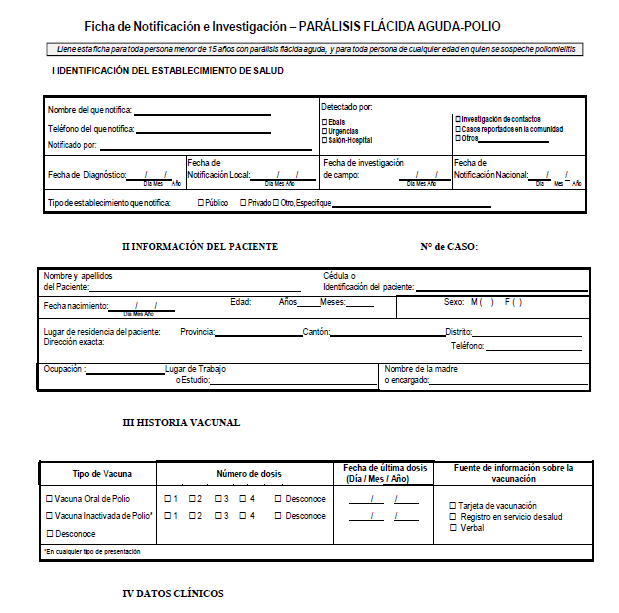 Ficha de Notificación e Investigación – PARÁLISIS FLÁCIDA AGUDA-POLIO
Llene esta ficha para toda persona menor de 15 años con parálisis flácida aguda, y para toda persona de cualquier edad en quien se sospeche poliomielitis
I IDENTIFICACIÓN DEL ESTABLECIMIENTO DE SALUD
Nombre del que notifica:
Teléfono del que notifica:
Notificado por:
Detectado por:
☐ Ebais
☐ Urgencias
☐ Salón-Hospital
☐ Investigación de contactos
☐ Casos reportados en la comunidad
☐ Otros
Fecha de Diagnóstico: / /
Día Mes Año
Fecha de
Notificación Local: / /
Día Mes Año
Fecha de investigación
de campo: / /
Día Mes Año
Fecha de
Notificación Nacional: / /
Día Mes Año
Tipo de establecimiento que notifica: ☐ Público ☐ Privado ☐ Otro, Especifique
II INFORMACIÓN DEL PACIENTE N° de CASO:
Nombre y apellidos
del Paciente:
Cédula o
Identificación del paciente:
Fecha nacimiento: / /
Día Mes Año
Edad: Años Meses:
Sexo: M ( ) F ( )
Lugar de residencia del paciente: Provincia: Cantón: Distrito:
Dirección exacta: Teléfono:
Ocupación :
Lugar de Trabajo
o Estudio:
Nombre de la madre
o encargado:
III HISTORIA VACUNAL
Tipo de Vacuna
Número de dosis
Fecha de última dosis
(Día / Mes / Año)
Fuente de información sobre la
vacunación
☐ Vacuna Oral de Polio ☐ 1 ☐ 2 ☐ 3 ☐ 4 ☐ Desconoce / /
☐ Vacuna Inactivada de Polio* ☐ 1 ☐ 2 ☐ 3 ☐ 4 ☐ Desconoce / /
☐ Desconoce
☐ Tarjeta de vacunación
☐ Registro en servicio de salud
☐ Verbal
*En cualquier tipo de presentación
IV DATOS CLÍNICOS